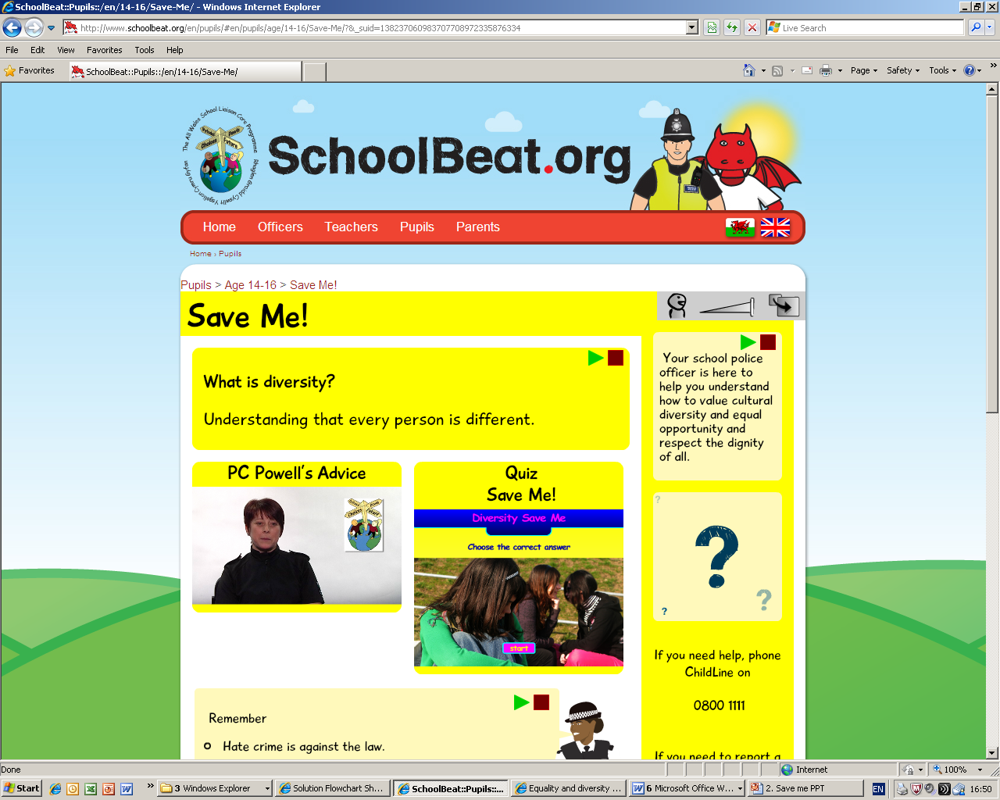 SchoolBeat::Pupils::/en/14-16/Save-Me/ - Windows Internet Explorer
http://www.schoolbeat.org/en/pupils/#en/pupils/age/14-16/Save-Me/?&_suid=138237060983707708972335876334
Live Search
File Edit View Favorites Tools Help
Favorites
SchoolBeat::Pupils::/en/14-16/Save-Me/
Page Safety Tools
The All Wales School Liaison Core Programme
Rhaglen Graidd Cyswllt Ysgolion Cymru Gyfan
Choices Future
SchoolBeat.org
Home Officers Teachers Pupils Parents
Home › Pupils
Pupils > Age 14-16 > Save Me!
Save Me!
What is diversity?
Understanding that every person is different.
PC Powell's Advice
Choices Future
Quiz
Save Me!
Diversity Save Me
Choose the correct answer
start
Remember
Hate crime is against the law.
Your school police
officer is here to
help you understand
how to value cultural
diversity and equal
opportunity and
respect the dignity
of all.
?
?
?
?
If you need help, phone
ChildLine on
0800 1111
If you need to report a
Done
Internet
100%
Start
3 Windows Explorer
Solution Flowchart Sh...
SchoolBeat::Pupils::...
Equality and diversity ...
6 Microsoft Office W...
2. Save me PPT
EN
16:50